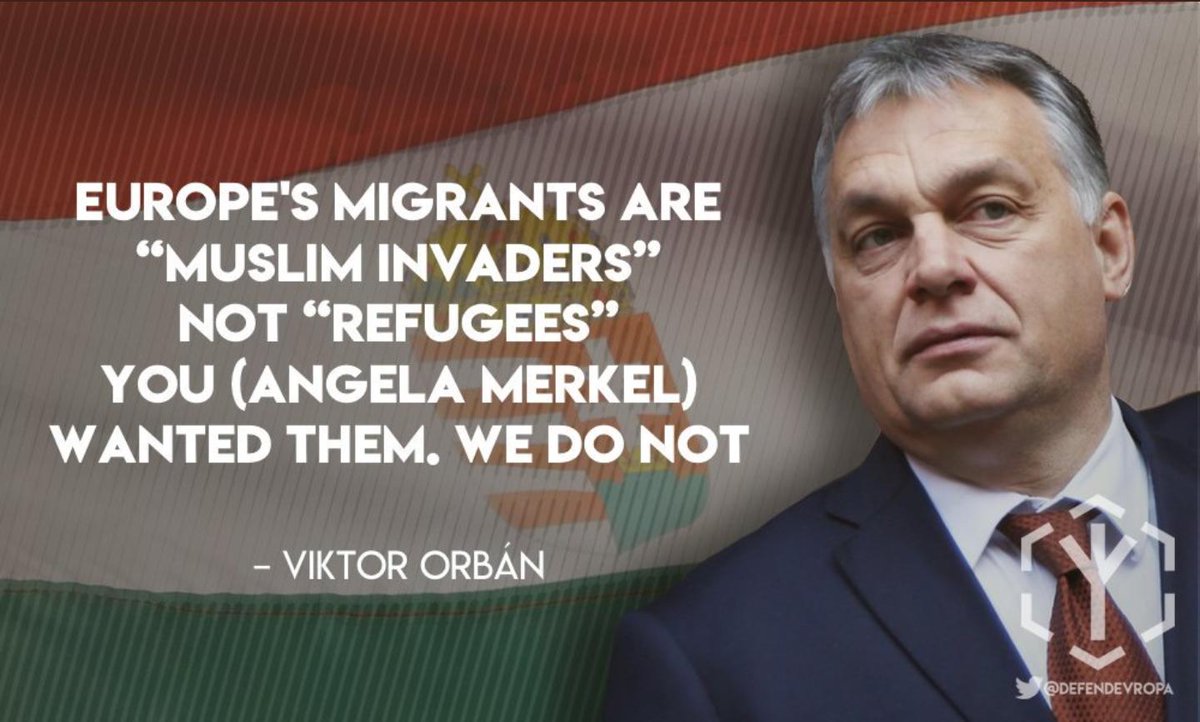 EUROPE'S MIGRANTS ARE
“MUSLIM INVADERS”
NOT “REFUGEES”
YOU (ANGELA MERKEL)
WANTED THEM. WE DO NOT
– VIKTOR ORBÁN
@DEFENDEVROPA